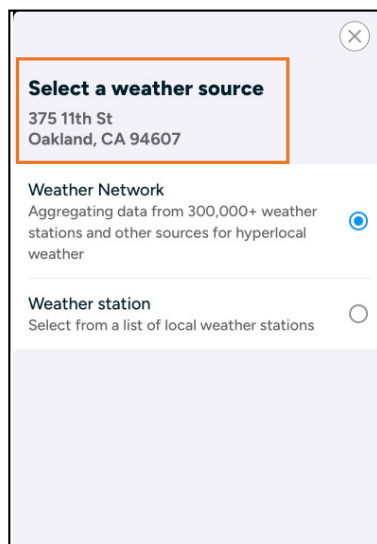 Select a weather source
375 11th St
Oakland, CA 94607
Weather Network
Aggregating data from 300,000+ weather
stations and other sources for hyperlocal
weather
Weather station
Select from a list of local weather stations